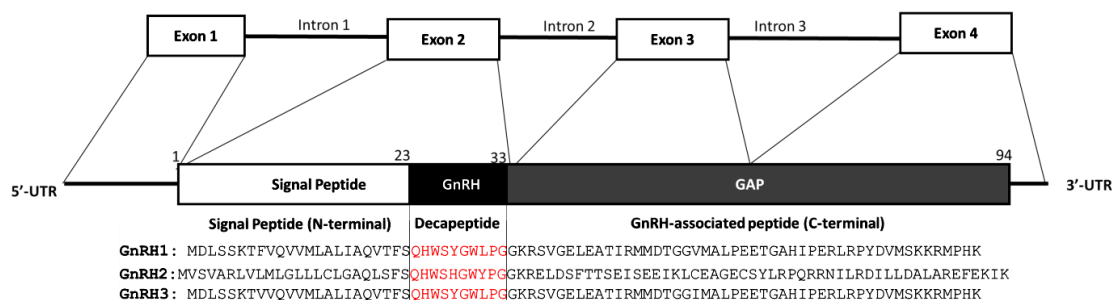 Exon 1 Intron 1 Exon 2 Intron 2 Exon 3 Intron 3 Exon 4
1 23 33 94
5’-UTR Signal Peptide GnRH GAP 3’-UTR
Signal Peptide (N-terminal) Decapeptide GnRH-associated peptide (C-terminal)
GnRH1: MDLSSKTFVQVVMLALIAQVTFSQHWSYGWLPGGKRSVGELEATIRMMDTGGVMALPEETGAHIPERLRPYDVMSKKRMPHK
GnRH2: MVSVARLVLMLGLLLCLGAQLSFSQHWSHGWYPGGKRELDSFTTSEISEEIKLCEAGECSYLRPQRRNILRDILLDALAREFEKIK
GnRH3: MDLSSKTVVQVVMLALIAQVTFSQHWSYGWLPGGKRSVGELEATIRMMDTGGIMALPEETGAHIPERLRPYDVMSKKRMPHK